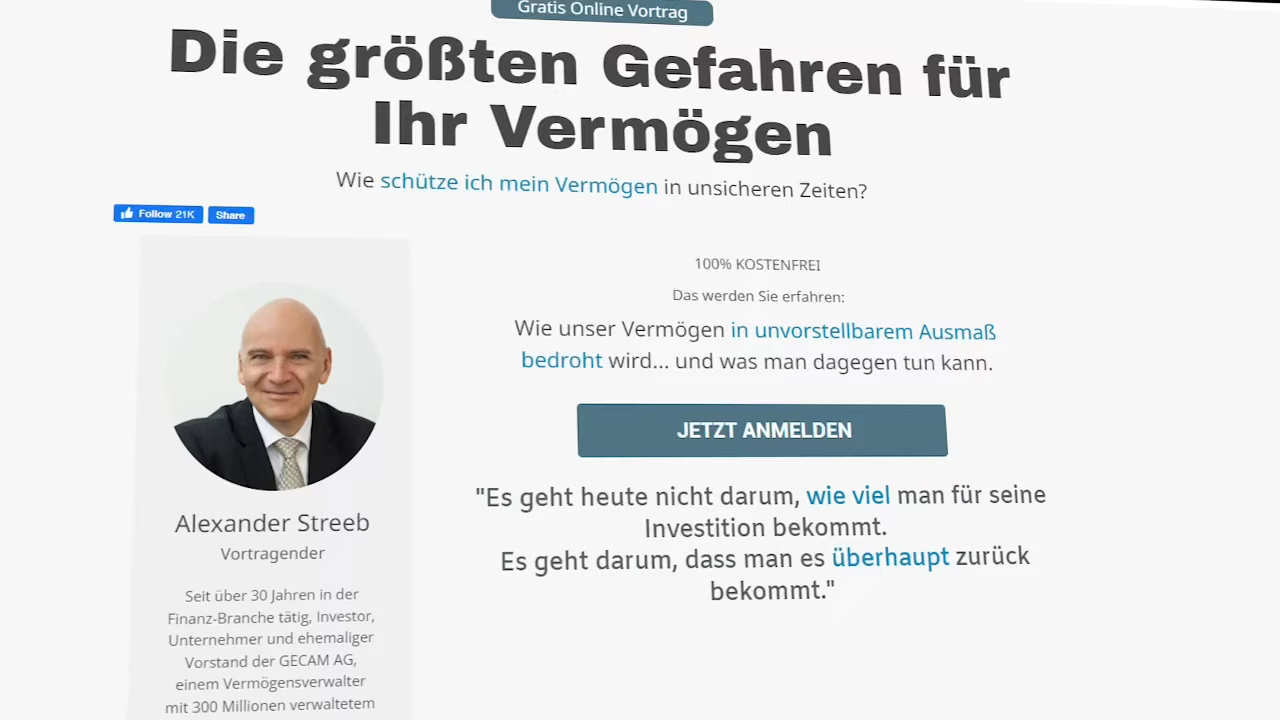 Gratis Online Vortrag
Die größten Gefahren für
Ihr Vermögen
Wie schütze ich mein Vermögen in unsicheren Zeiten?
Follow 21K
Share
100% KOSTENFREI
Das werden Sie erfahren:
Wie unser Vermögen in unvorstellbarem Ausmaß
bedroht wird... und was man dagegen tun kann.
JETZT ANMELDEN
"Es geht heute nicht darum, wie viel man für seine
Investition bekommt.
Es geht darum, dass man es überhaupt zurück
bekommt."
Alexander Streeb
Vortragender
Seit über 30 Jahren in der
Finanz-Branche tätig, Investor,
Unternehmer und ehemaliger
Vorstand der GECAM AG,
einem Vermögensverwalter
mit 300 Millionen verwaltetem